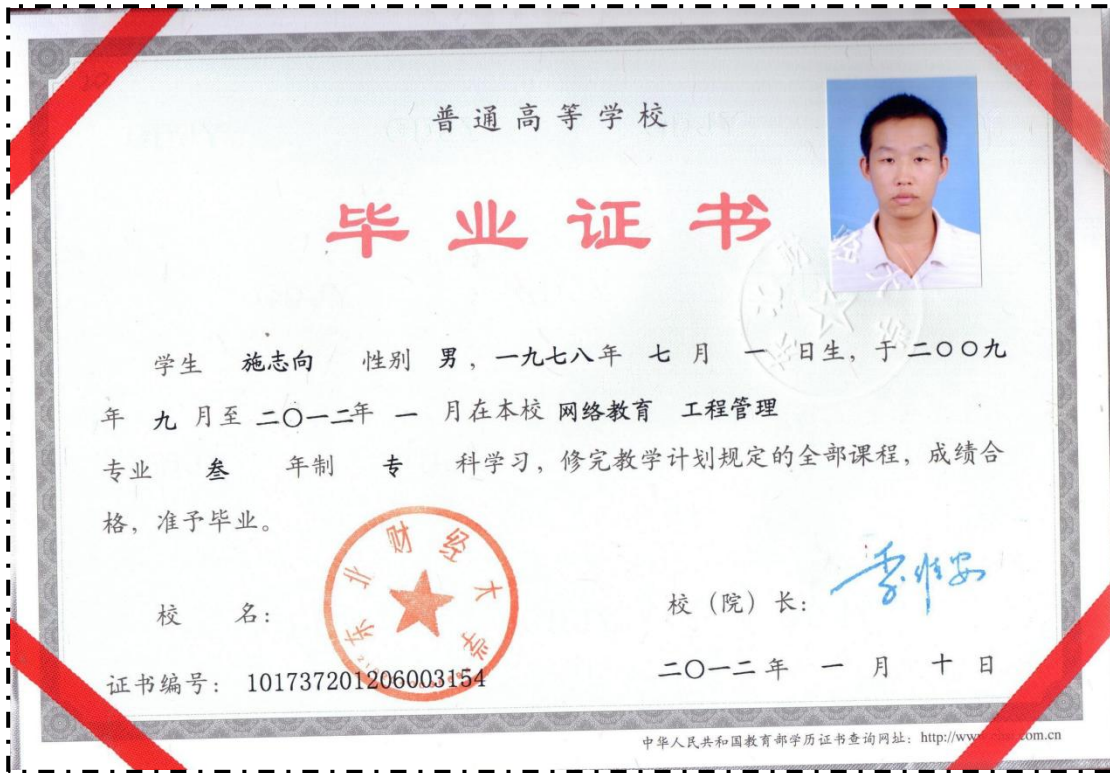 普通高等学校
毕业证书
学生 施志向 性别 男，一九七八年 七 月 一 日生，于 二〇〇九
年 九 月至 二〇一二年 一 月在本校 网络教育 工程管理
专业 叁 年制 专 科学习，修完教学计划规定的全部课程，成绩合
格，准予毕业。
校 名：
东北财经大学
校（院）长：
证书编号： 101737201206003154
二〇一二 年 一 月 十 日
中华人民共和国教育部学历证书查询网址：http://www. .com.cn